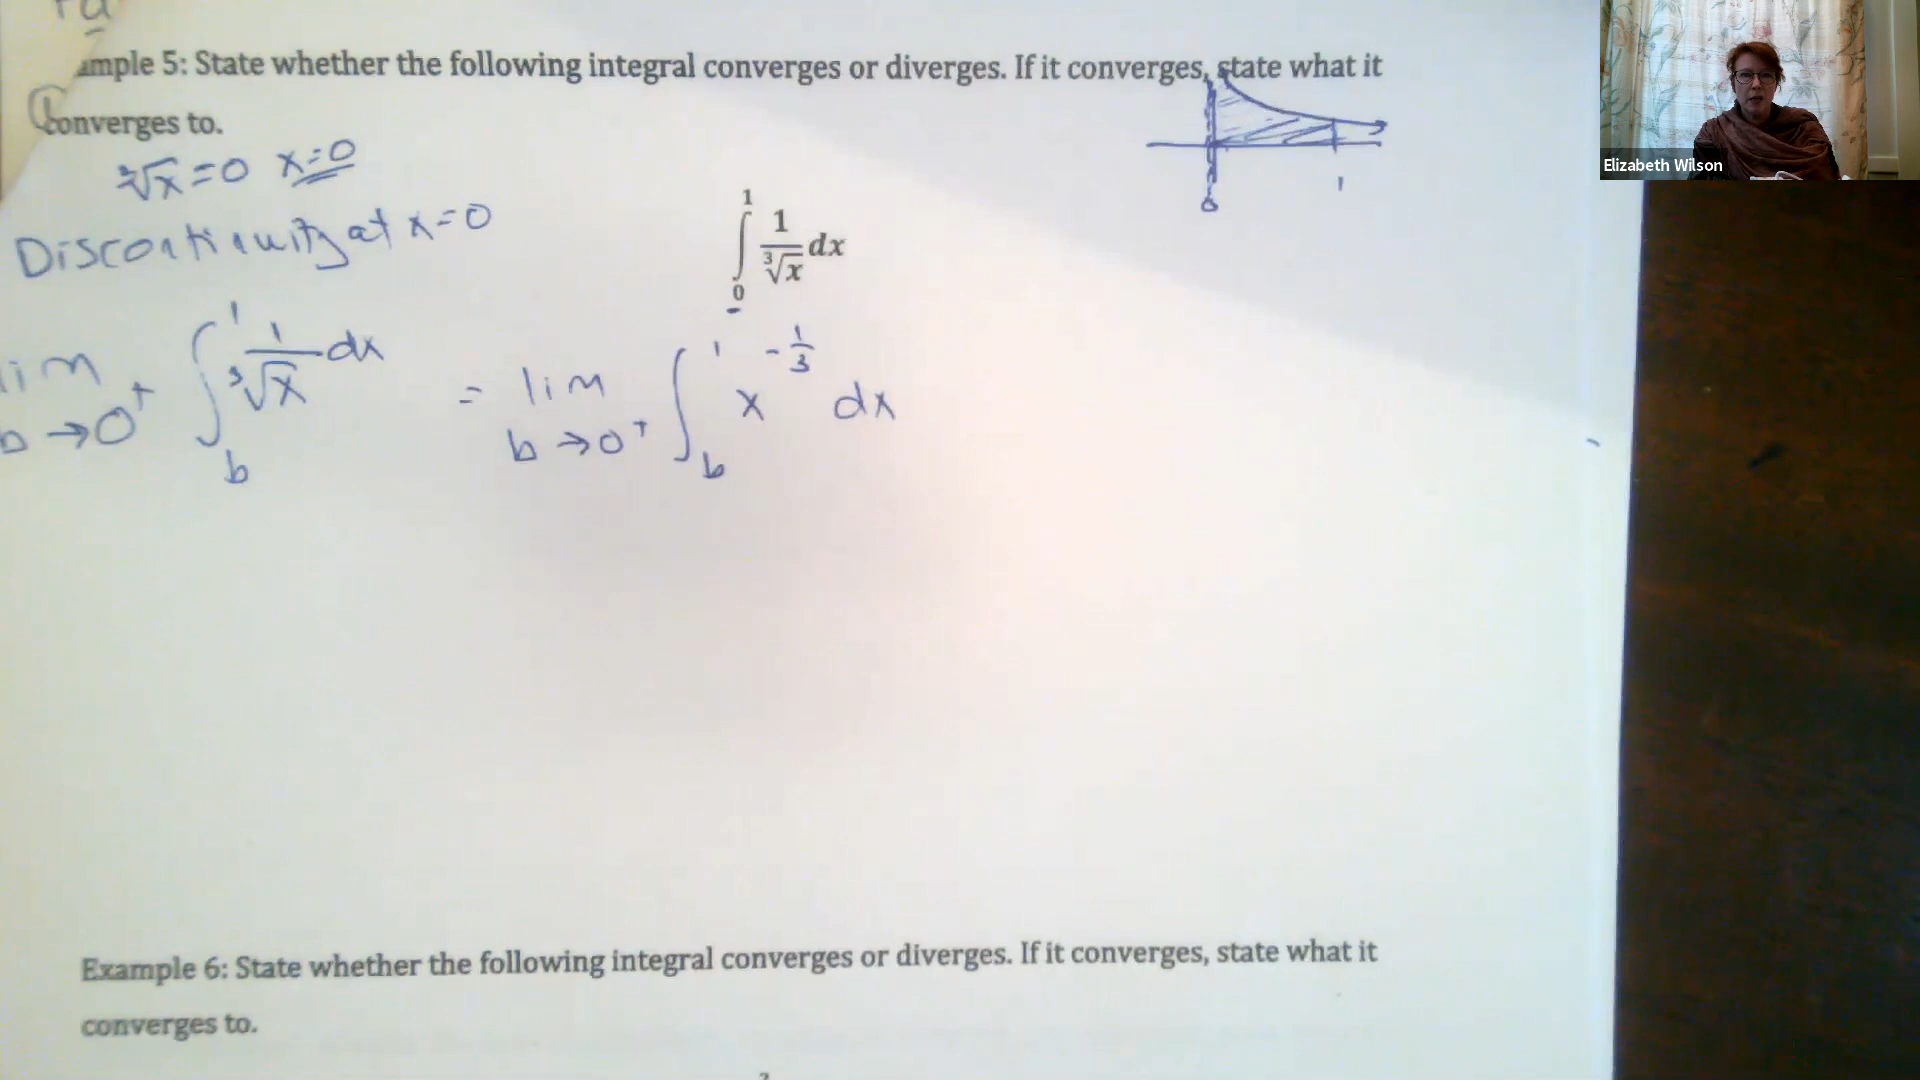 mple 5: State whether the following integral converges or diverges. If it converges, state what it
converges to.
∛x = 0 x = 0
Discontinuity at x = 0
∫₀¹ 1/∛x dx
0 1
lim b→0⁺ ∫_b^1 1/∛x dx = lim b→0⁺ ∫_b^1 x^(-1/3) dx
Example 6: State whether the following integral converges or diverges. If it converges, state what it
converges to.
Elizabeth Wilson